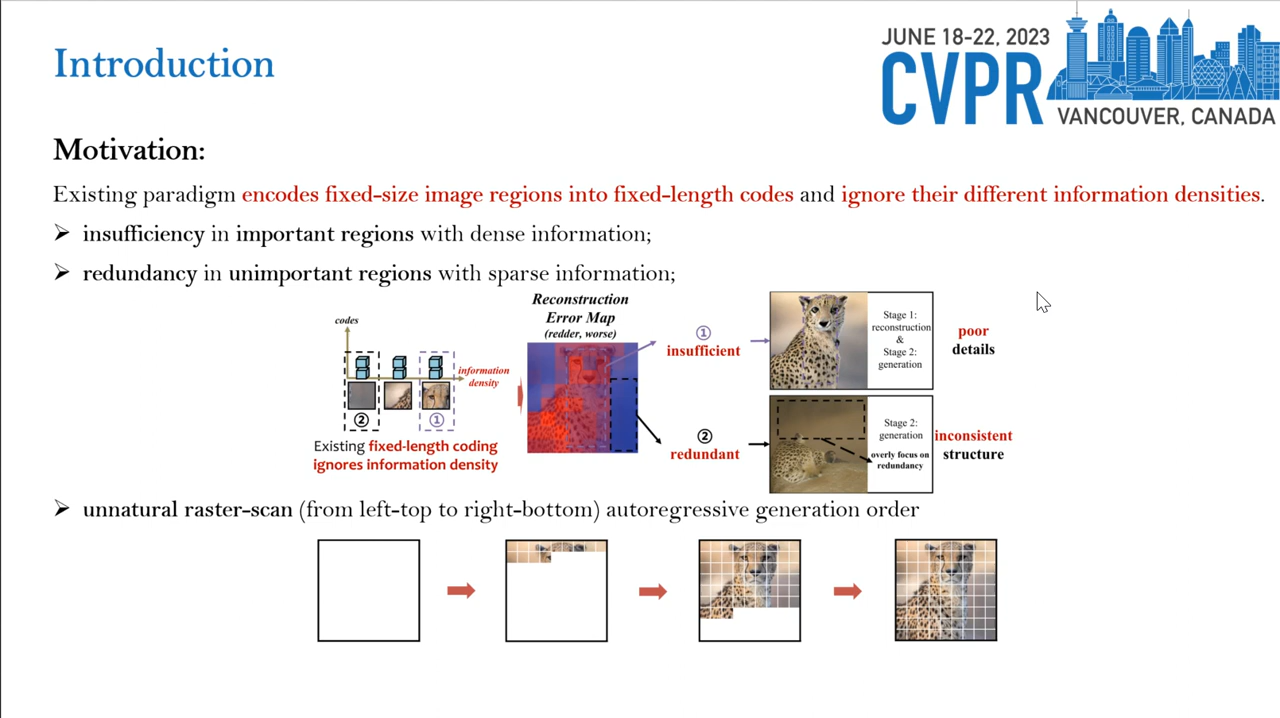 Introduction
JUNE 18-22, 2023
CVPR
VANCOUVER, CANADA
Motivation:
Existing paradigm encodes fixed-size image regions into fixed-length codes and ignore their different information densities.
➢ insufficiency in important regions with dense information;
➢ redundancy in unimportant regions with sparse information;
codes
information
density
②
①
Existing fixed-length coding
ignores information density
Reconstruction
Error Map
(redder, worse)
①
insufficient
②
redundant
Stage 1:
reconstruction
&
Stage 2:
generation
poor
details
Stage 2:
generation
overly focus on
redundancy
inconsistent
structure
➢ unnatural raster-scan (from left-top to right-bottom) autoregressive generation order